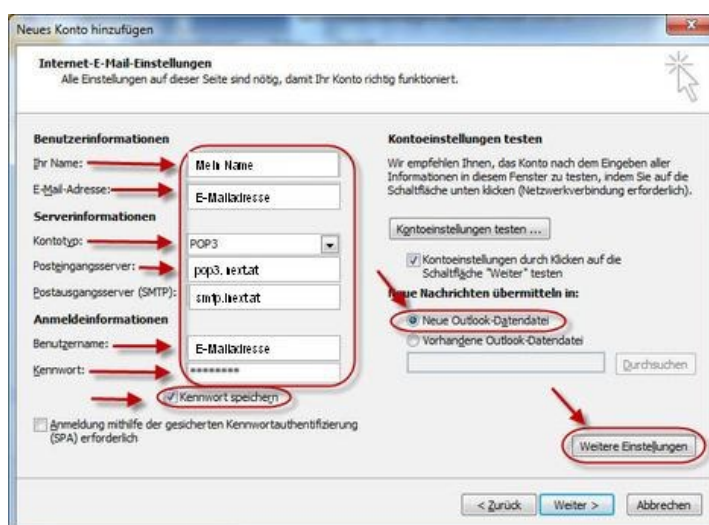 Neues Konto hinzufügen
Internet-E-Mail-Einstellungen
Alle Einstellungen auf dieser Seite sind nötig, damit Ihr Konto richtig funktioniert.
Benutzerinformationen
Ihr Name:
Mein Name
E-Mail-Adresse:
E-Mailadresse
Serverinformationen
Kontotyp:
POP3
Posteingangsserver:
pop3.inext.at
Postausgangsserver (SMTP):
smtp.inext.at
Anmeldeinformationen
Benutzername:
E-Mailadresse
Kennwort:
********
Kennwort speichern
Anmeldung mithilfe der gesicherten Kennwortauthentifizierung
(SPA) erforderlich
Kontoeinstellungen testen
Wir empfehlen Ihnen, das Konto nach dem Eingeben aller
Informationen in diesem Fenster zu testen, indem Sie auf die
Schaltfläche unten klicken (Netzwerkverbindung erforderlich).
Kontoeinstellungen testen ...
Kontoeinstellungen durch Klicken auf die
Schaltfläche "Weiter" testen
Neue Nachrichten übermitteln in:
Neue Outlook-Datendatei
Vorhandene Outlook-Datendatei
Durchsuchen
Weitere Einstellungen
< Zurück
Weiter >
Abbrechen